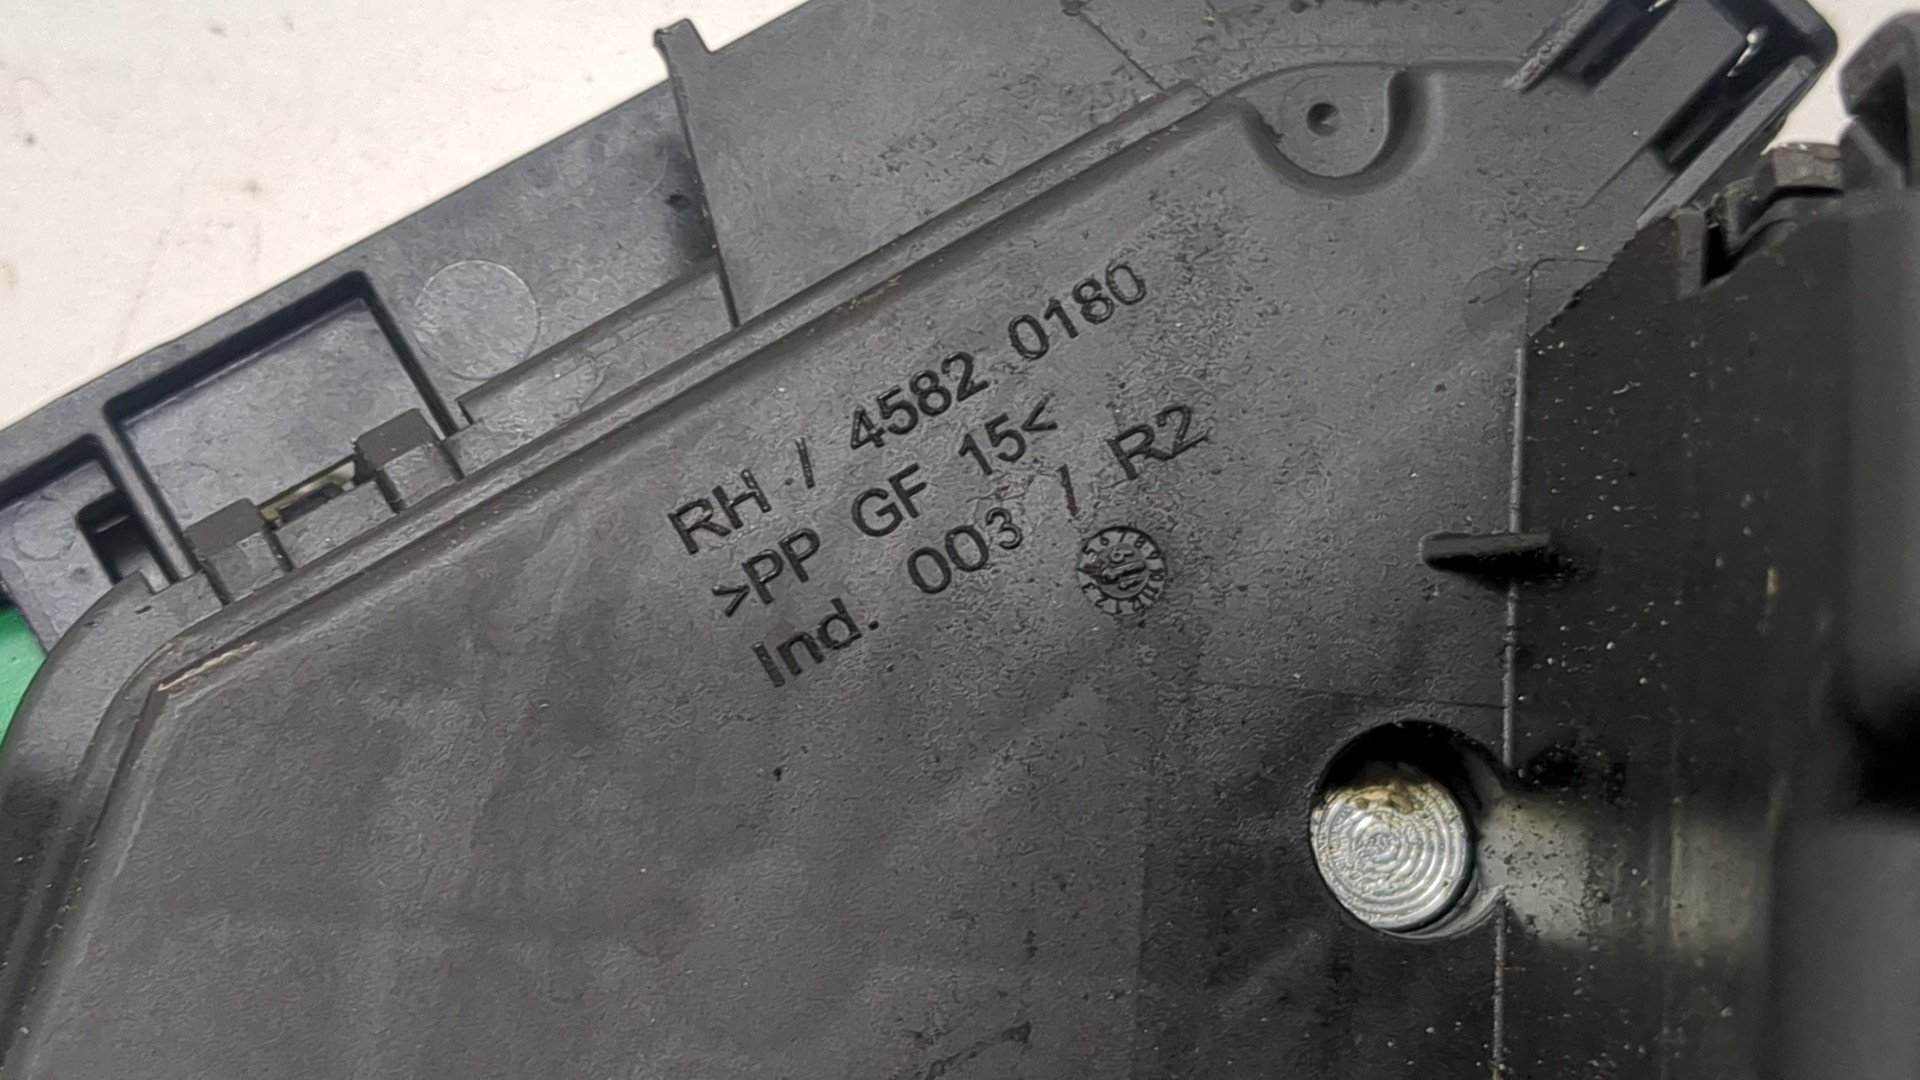 RH / 4582 0180
>PP GF 15<
Ind. 003 / R2